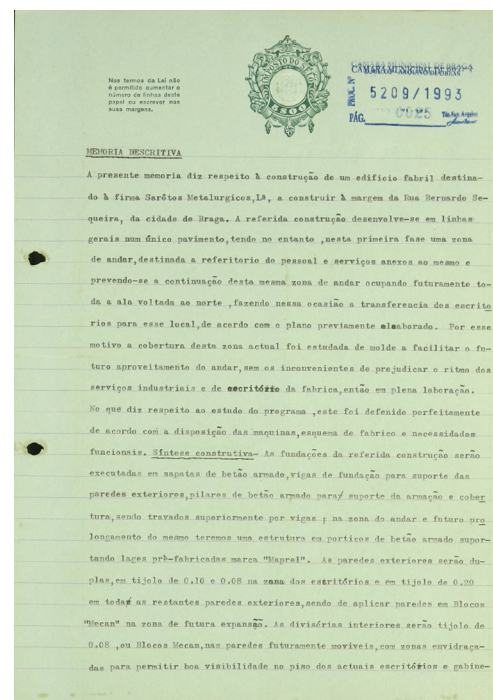 Nos termos da Lei não
é permitido aumentar o
número de linhas deste
papel ou escrever nas
suas margens.
IMPOSTO DO SELO
5$00
CÂMARA MUNICIPAL DE BRAGA
PROC. Nº 5209/1993
PÁG. 0025
MEMORIA DESCRITIVA
A presente memoria diz respeito à construção de um edificio fabril destina-
do à firma Sarôtos Metalurgicos,Lª, a construir à margem da Rua Bernardo Se-
queira, da cidade de Braga. A referida construção desenvolve-se em linhas
gerais num único pavimento,tendo no entanto ,nesta primeira fase uma zona
de andar,destinada a referitorio do pessoal e serviços anexos ao mesmo e
prevendo-se a continuação desta mesma zona de andar ocupando futuramente to-
da a ala voltada ao norte ,fazendo nessa ocasião a transferencia dos escrito
rios para esse local,de acordo com o plano previamente elaborado. Por esse
motivo a cobertura desta zona actual foi estudada de molde a facilitar o fu-
turo aproveitamento do andar,sem os inconvenientes de prejudicar o ritmo dos
serviços industriais e de escritório da fabrica,então em plena laboração.
No que diz respeito ao estudo do programa ,este foi defenido perfeitamente
de acordo com a disposição das maquinas,esquema de fabrico e necessidades
funcionais. Síntese construtiva- As fundações da referida construção serão
executadas em sapatas de betão armado,vigas de fundação para suporte das
paredes exteriores,pilares de betão armado para suporte da armação e cober
tura,sendo travados superiormente por vigas ; na zona do andar e futuro pro
longamento do mesmo teremos uma estrutura em porticos de betão armado supor-
tando lages prè-fabricadas marca "Maprel". As paredes exteriores serão du-
plas,em tijolo de 0.10 e 0.08 na zona dos escritórios e em tijolo de 0.20
em todas as restantes paredes exteriores,sendo de aplicar paredes em Blocos
"Mecan" na zona de futura expansão. As divisórias interiores serão tijolo de
0.08 ,ou Blocos Mecan,nas paredes futuramente moviveis,com zonas envidraça-
das para permitir boa visibilidade no piso dos actuais escritórios e gabine-